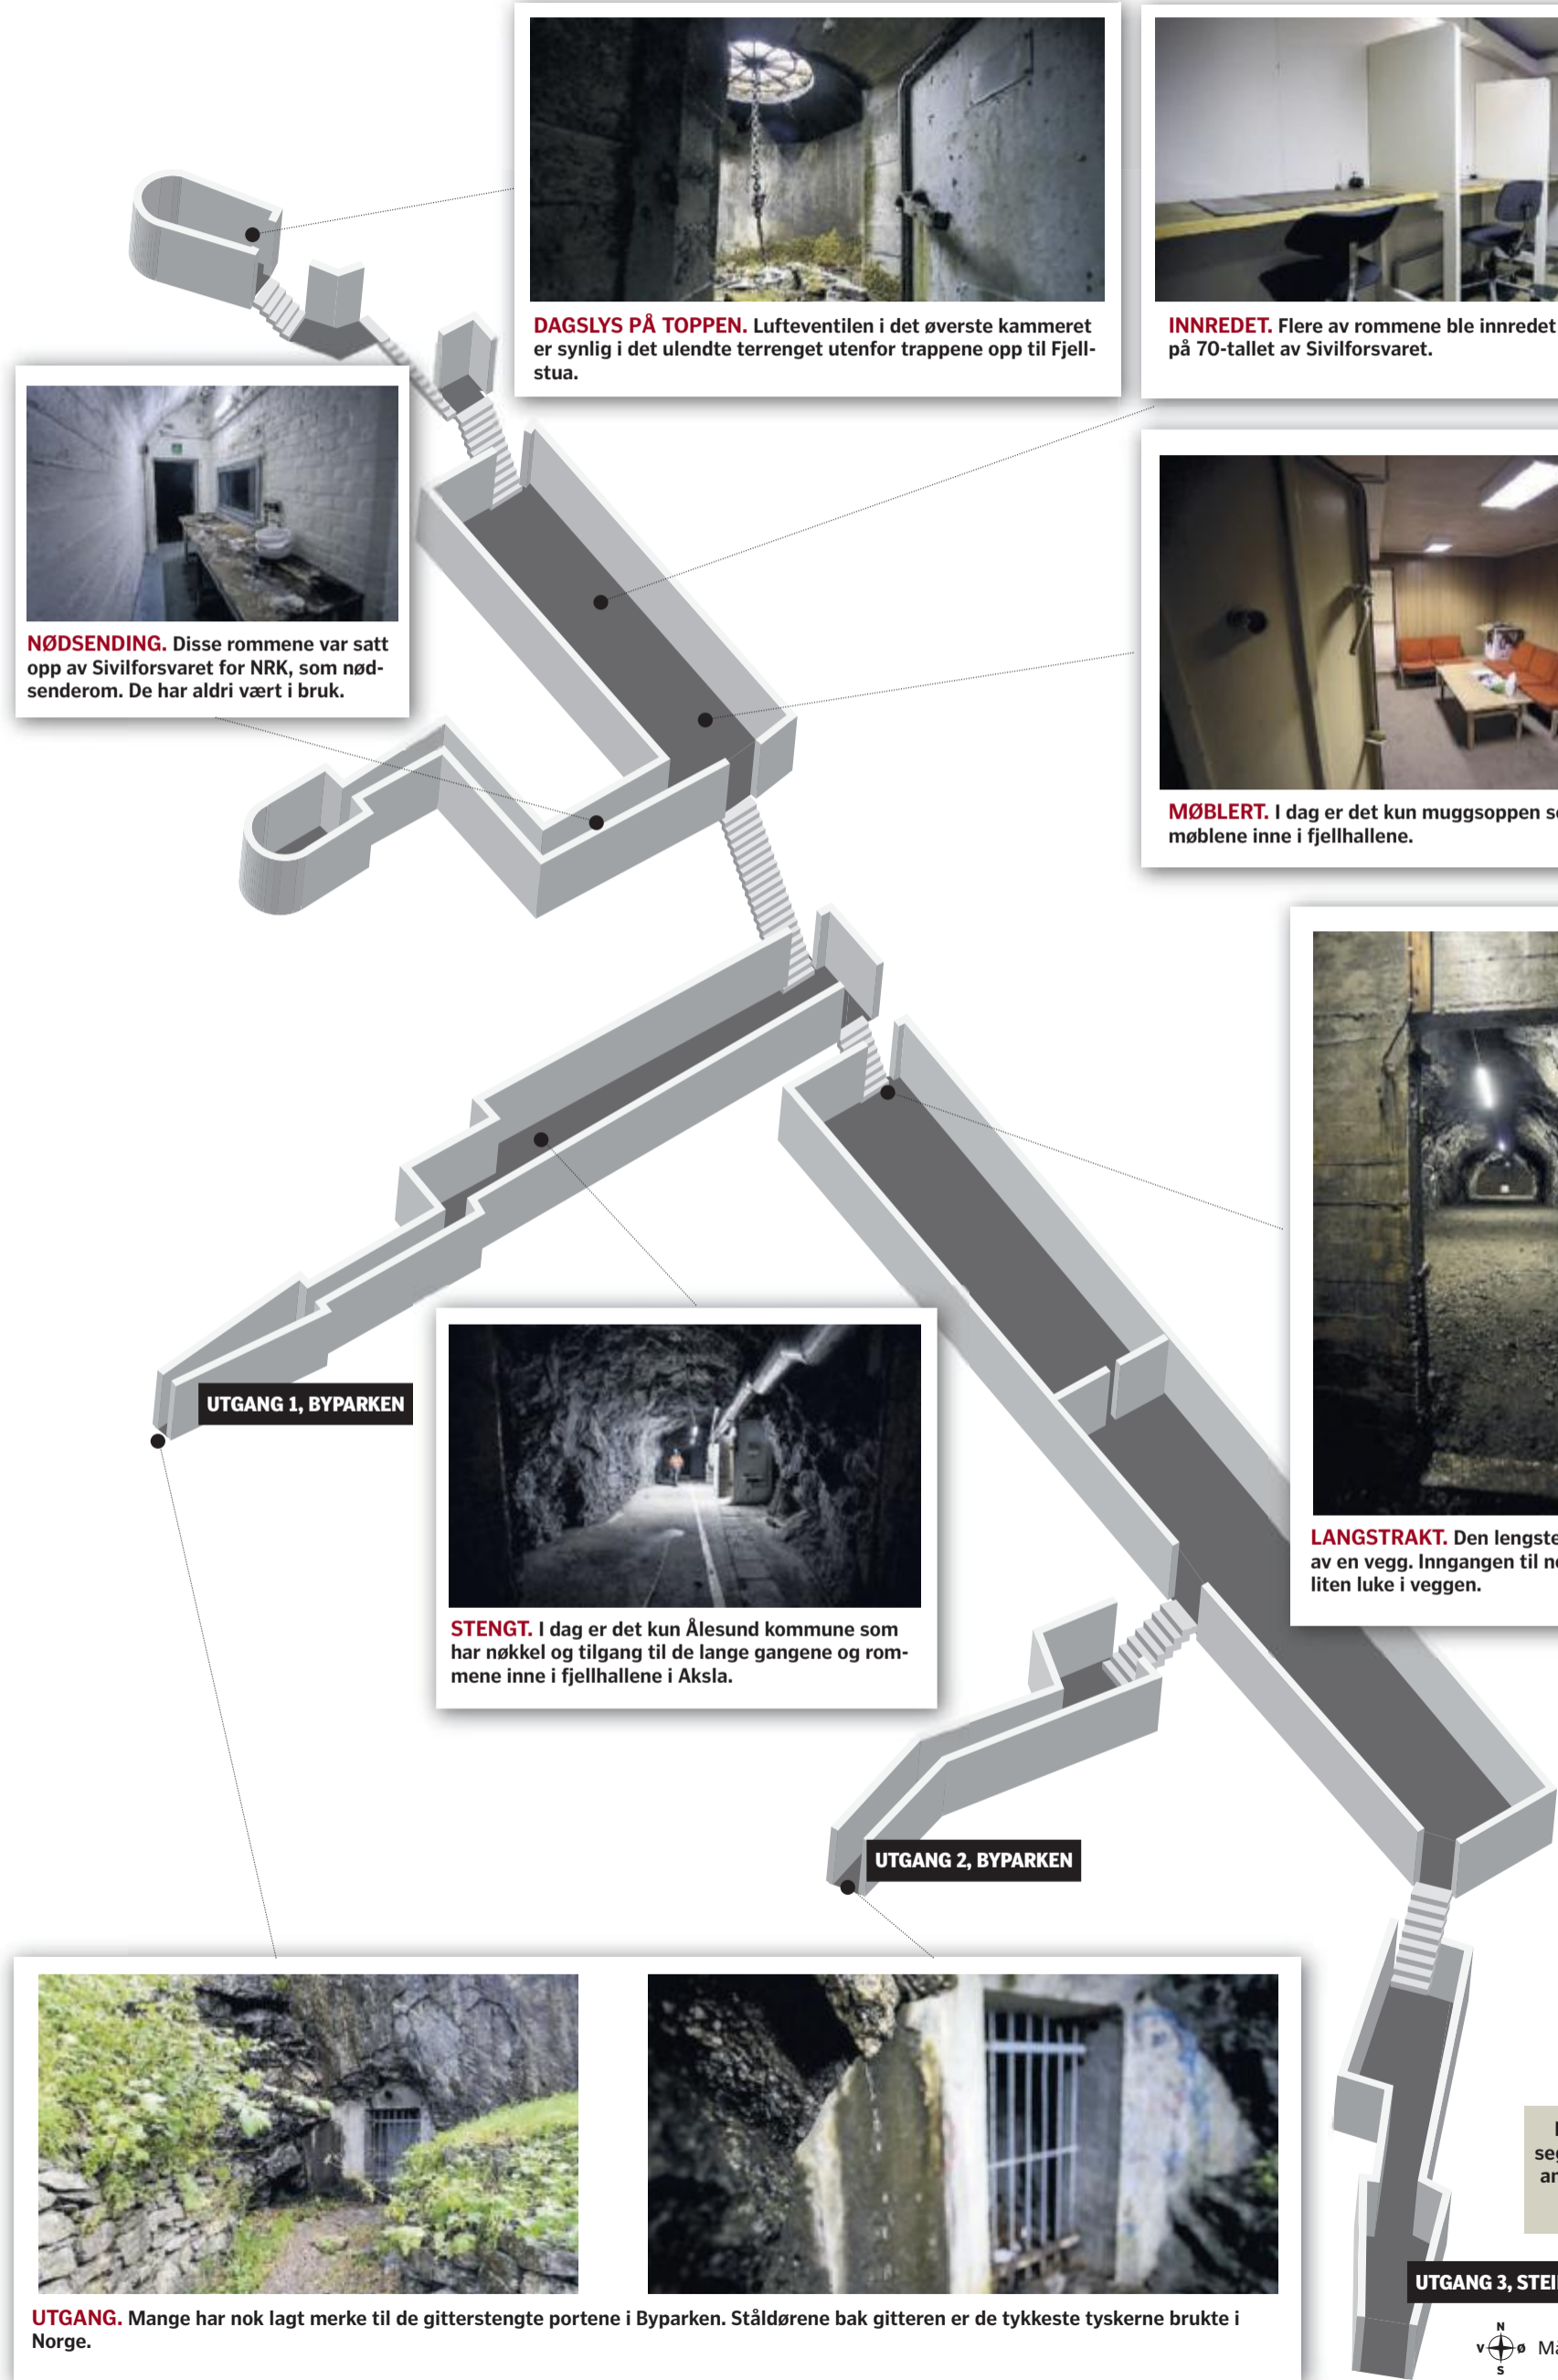 DAGSLYS PÅ TOPPEN. Lufteventilen i det øverste kammeret
er synlig i det ulendte terrenget utenfor trappene opp til Fjell-
stua.
INNREDET. Flere av rommene ble innredet
på 70-tallet av Sivilforsvaret.
NØDSENDING. Disse rommene var satt
opp av Sivilforsvaret for NRK, som nød-
senderom. De har aldri vært i bruk.
MØBLERT. I dag er det kun muggsoppen
møblene inne i fjellhallene.
LANGSTRAKT. Den lengste
av en vegg. Inngangen til
liten luke i veggen.
UTGANG 1, BYPARKEN
STENGT. I dag er det kun Ålesund kommune som
har nøkkel og tilgang til de lange gangene og rom-
mene inne i fjellhallene i Aksla.
UTGANG 2, BYPARKEN
UTGANG. Mange har nok lagt merke til de gitterstengte portene i Byparken. Ståldørene bak gitteren er de tykkeste tyskerne brukte i
Norge.
UTGANG 3,
N
V Ø
S